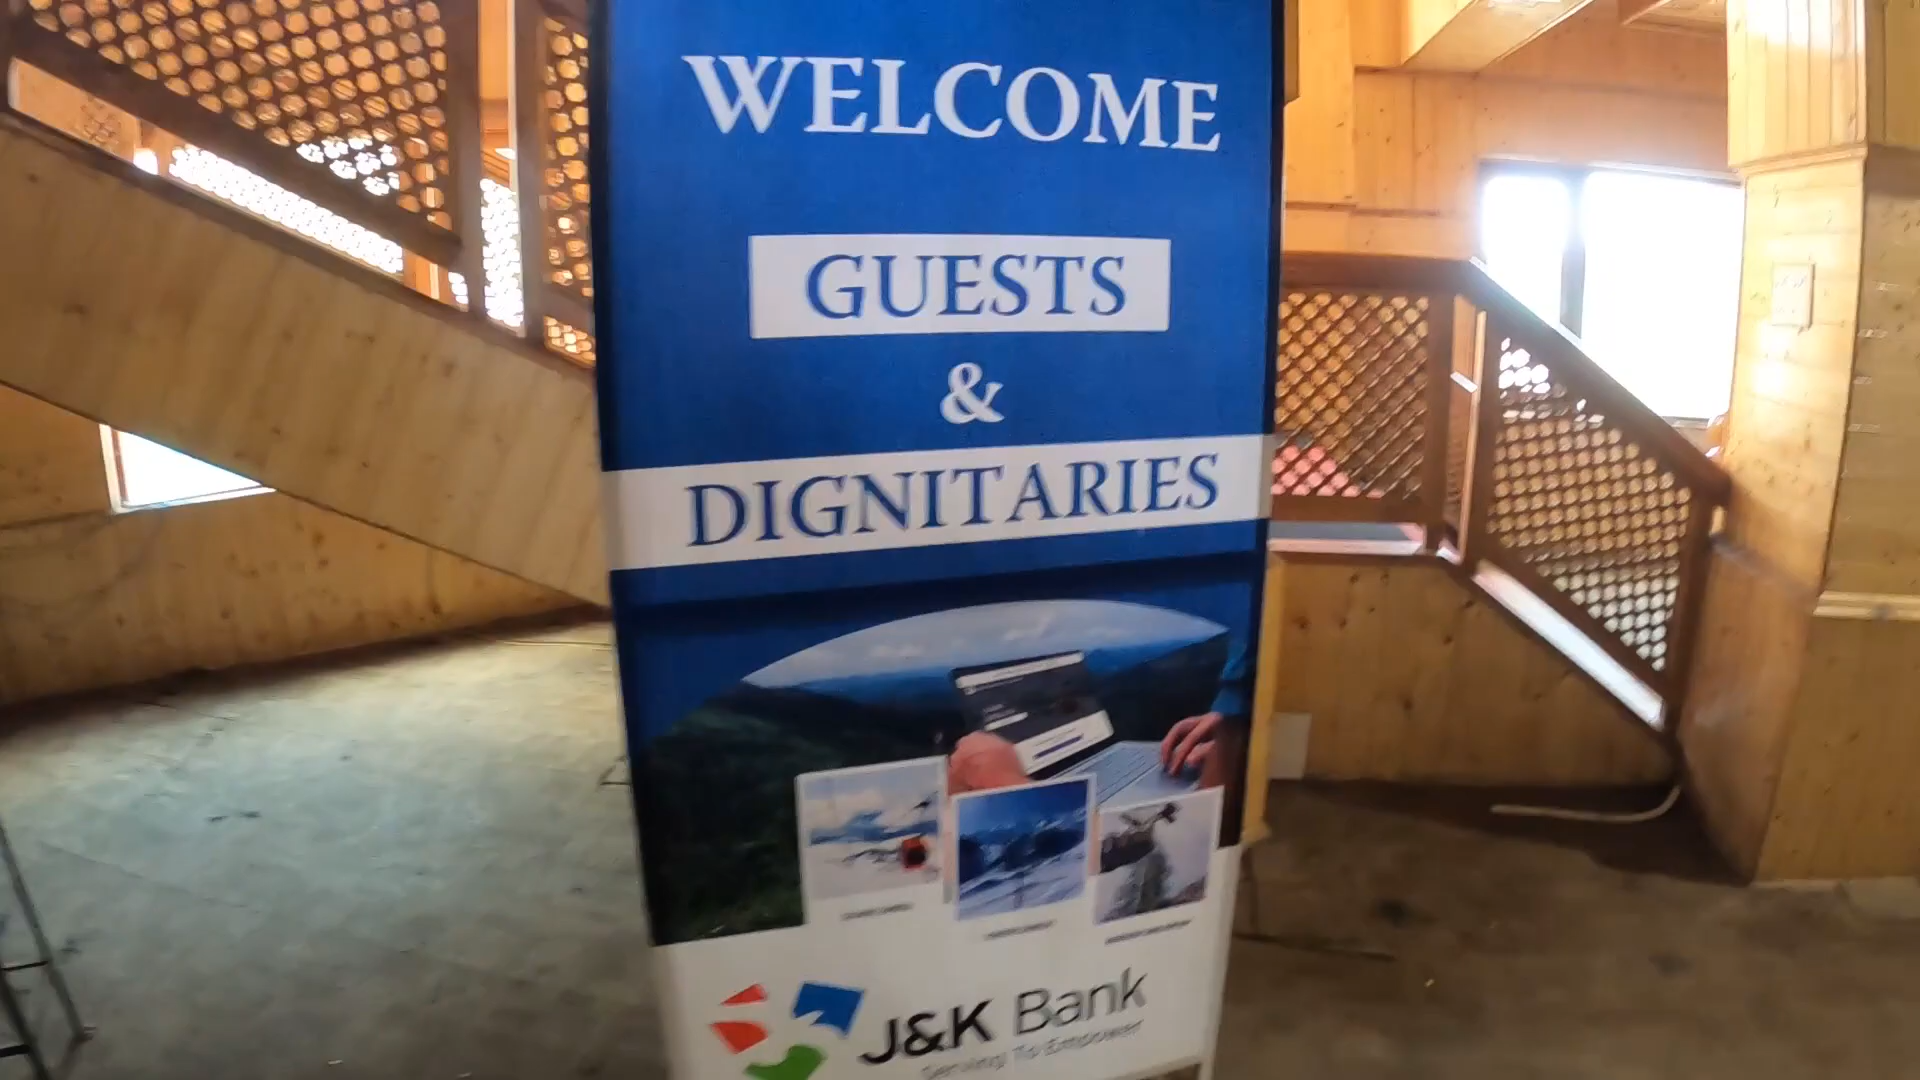 WELCOME
GUESTS
&
DIGNITARIES
J&K Bank
Serving To Empower